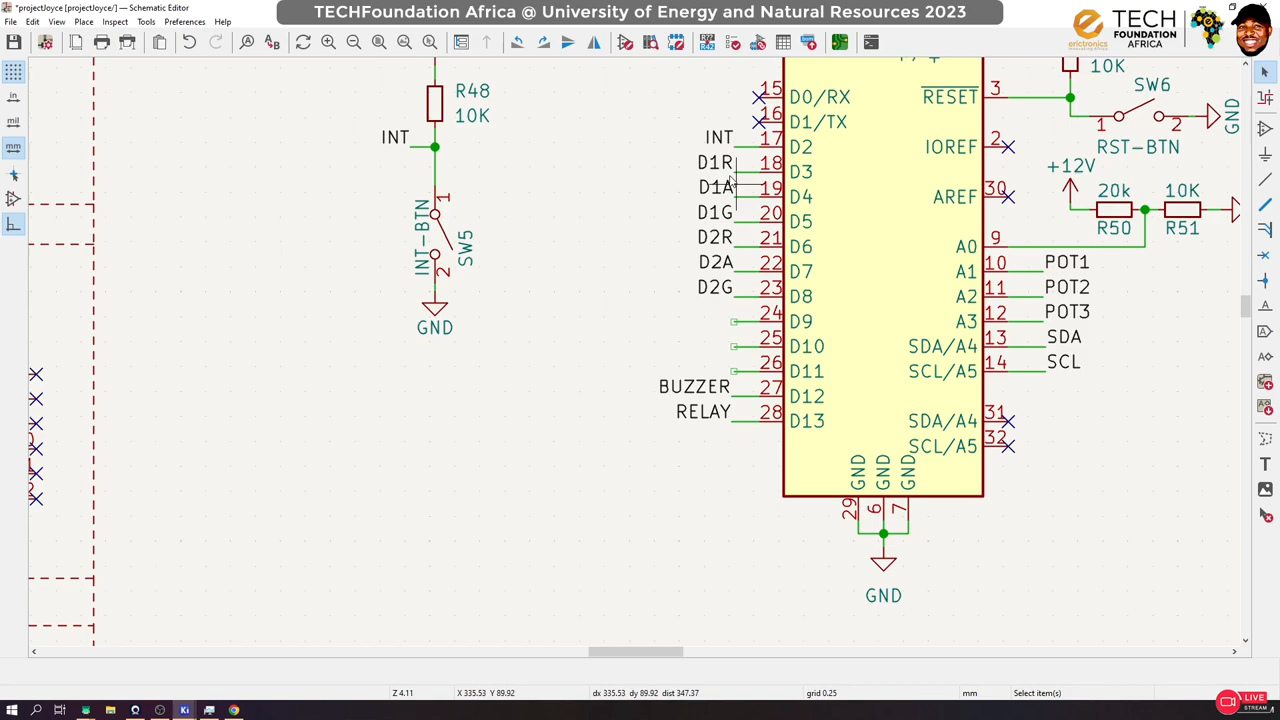 *projectJoyce [projectJoyce/] — Schematic Editor
TECHFoundation Africa @ University of Energy and Natural Resources 2023
File Edit View Place Inspect Tools Preferences Help
erictronics
TECH
FOUNDATION
AFRICA
in
mil
mm
R48
10K
INT
1
INT-BTN
SW5
2
GND
15 D0/RX
16 D1/TX
INT 17 D2
D1R 18 D3
D1A 19 D4
D1G 20 D5
D2R 21 D6
D2A 22 D7
D2G 23 D8
24 D9
25 D10
26 D11
BUZZER 27 D12
RELAY 28 D13
RESET 3
IOREF 2
AREF 30
A0 9
A1 10 POT1
A2 11 POT2
A3 12 POT3
SDA/A4 13 SDA
SCL/A5 14 SCL
SDA/A4 31
SCL/A5 32
GND GND GND
29 6 7
GND
10K
SW6
1 2
GND
RST-BTN
+12V
20k 10K
R50 R51
Z 4.11 X 335.53 Y 89.92 dx 335.53 dy 89.92 dist 347.37 grid 0.25 mm Select item(s)
LIVE
STREAM